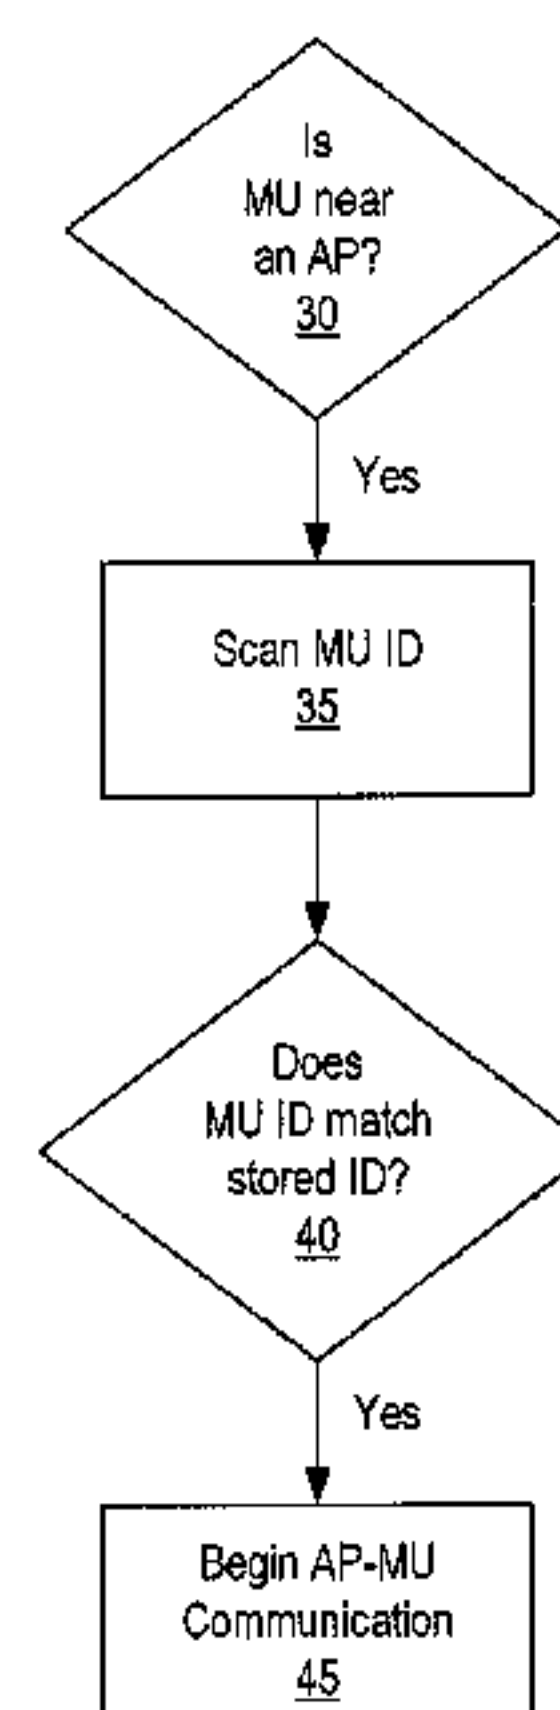 Is
MU near
an AP?
30
Yes
Scan MU ID
35
Does
MU ID match
stored ID?
40
Yes
Begin AP-MU
Communication
45